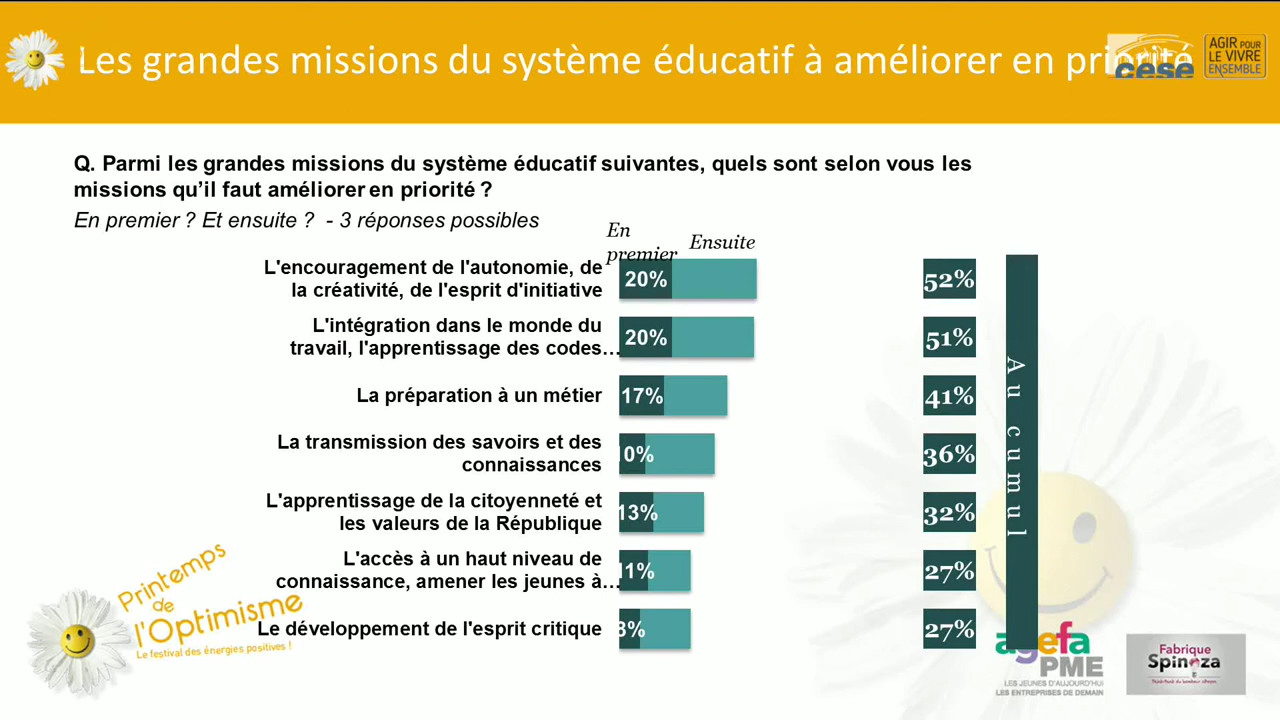 Les grandes missions du système éducatif à améliorer en priorité
cese
AGIR POUR
LE VIVRE
ENSEMBLE
Q. Parmi les grandes missions du système éducatif suivantes, quels sont selon vous les
missions qu'il faut améliorer en priorité ?
En premier ? Et ensuite ? - 3 réponses possibles
En
premier
Ensuite
L'encouragement de l'autonomie, de
la créativité, de l'esprit d'initiative
20%
52%
L'intégration dans le monde du
travail, l'apprentissage des codes…
20%
51%
La préparation à un métier
17%
41%
La transmission des savoirs et des
connaissances
0%
36%
L'apprentissage de la citoyenneté et
les valeurs de la République
13%
32%
L'accès à un haut niveau de
connaissance, amener les jeunes à…
1%
27%
Le développement de l'esprit critique
8%
27%
Au cumul
Printemps
de
l'Optimisme
Le festival des énergies positives !
agefa
PME
LES JEUNES D'AUJOURD'HUI
LES ENTREPRISES DE DEMAIN
Fabrique
Spinoza